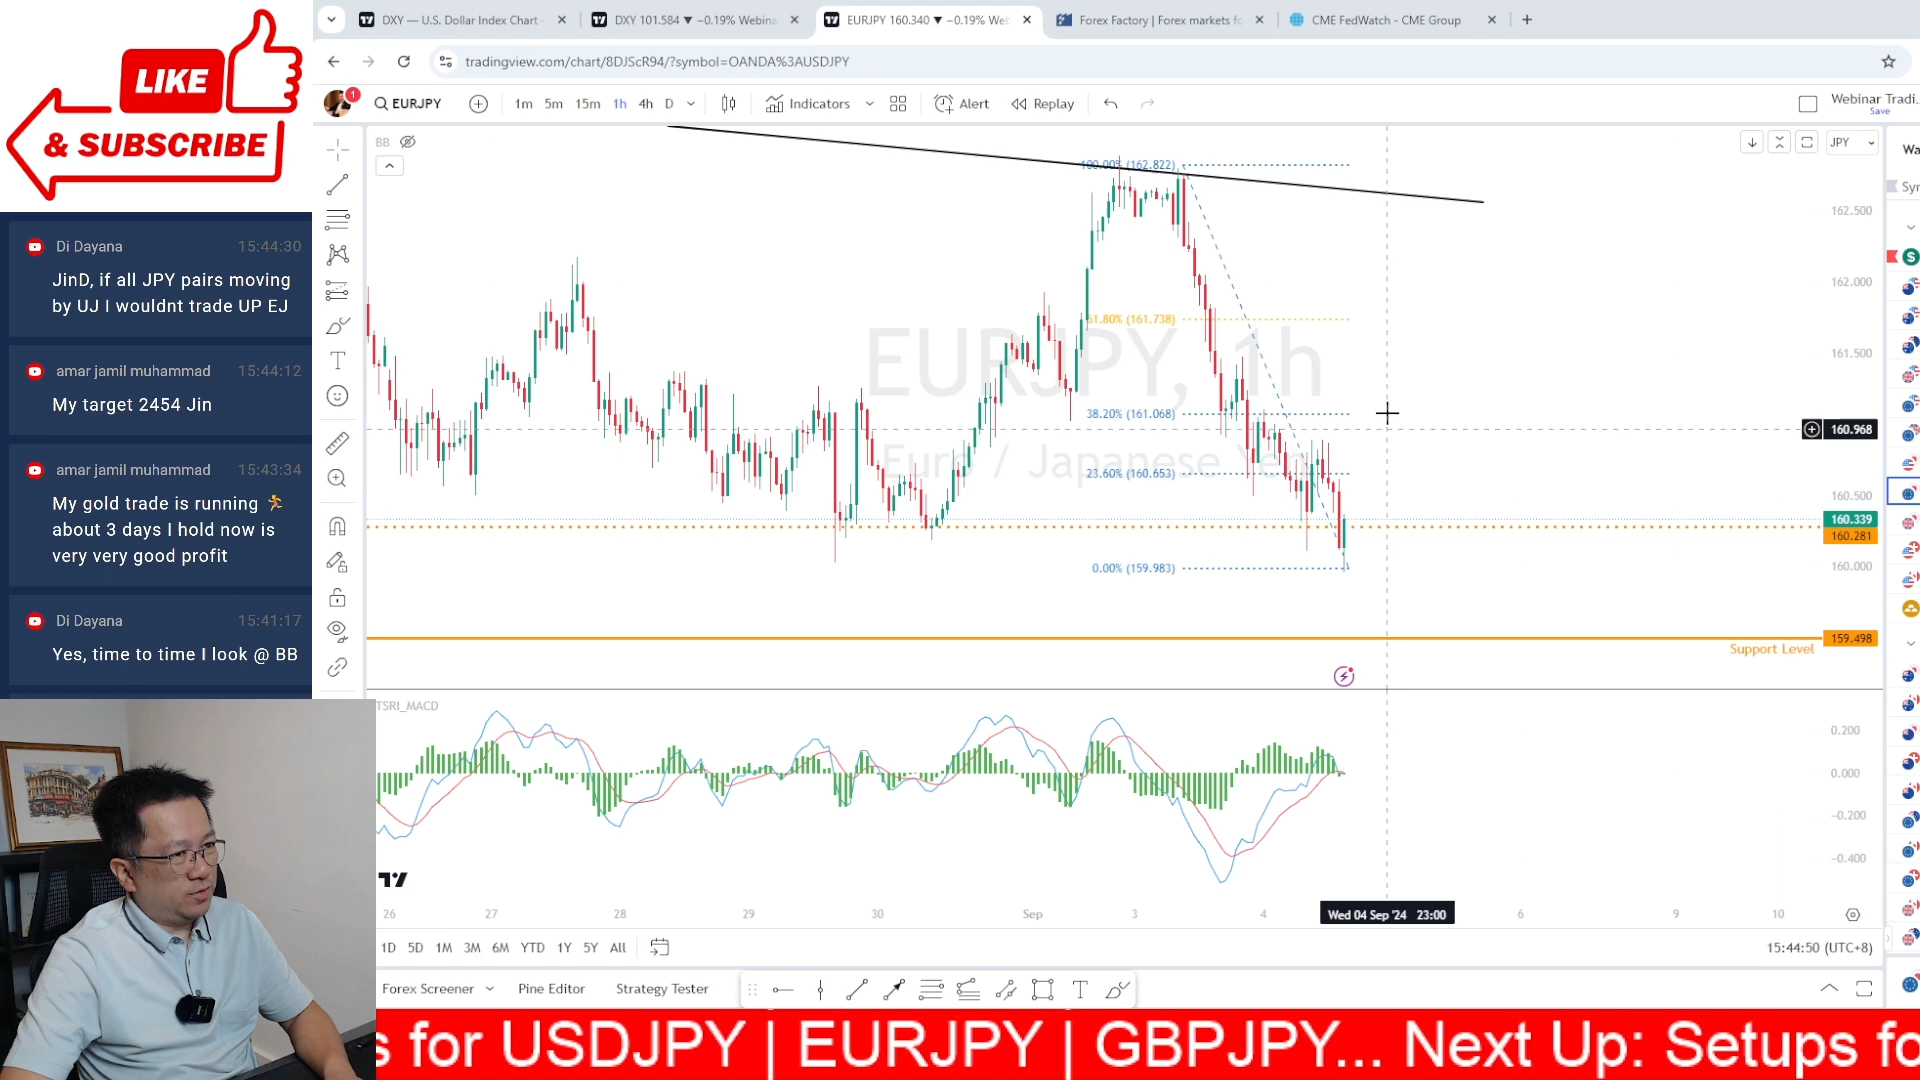 LIKE
& SUBSCRIBE
Di Dayana 15:44:30
JinD, if all JPY pairs moving
by UJ I wouldnt trade UP EJ
amar jamil muhammad 15:44:12
My target 2454 Jin
amar jamil muhammad 15:43:34
My gold trade is running 🏃
about 3 days I hold now is
very very good profit
Di Dayana 15:41:17
Yes, time to time I look @ BB
DXY — U.S. Dollar Index Chart
DXY 101.584 ▼ −0.19% Webina
EURJPY 160.340 ▼ −0.19% We
Forex Factory | Forex markets fo
CME FedWatch - CME Group
tradingview.com/chart/8DJScR94/?symbol=OANDA%3AUSDJPY
1
EURJPY
1m 5m 15m 1h 4h D
Indicators
Alert
Replay
Webinar Tradi...
Save
BB
JPY
Wa
Sy
100.00% (162.822)
61.80% (161.738)
38.20% (161.068)
23.60% (160.653)
0.00% (159.983)
EURJPY, 1h
Euro / Japanese Yen
162.500
162.000
161.500
160.968
160.500
160.339
160.281
160.000
159.498
Support Level
TSRI_MACD
0.200
0.000
−0.200
−0.400
26 27 28 29 30 Sep 3 4 Wed 04 Sep '24 23:00 6 9 10
1D 5D 1M 3M 6M YTD 1Y 5Y All
15:44:50 (UTC+8)
Forex Screener Pine Editor Strategy Tester
s for USDJPY | EURJPY | GBPJPY... Next Up: Setups fo